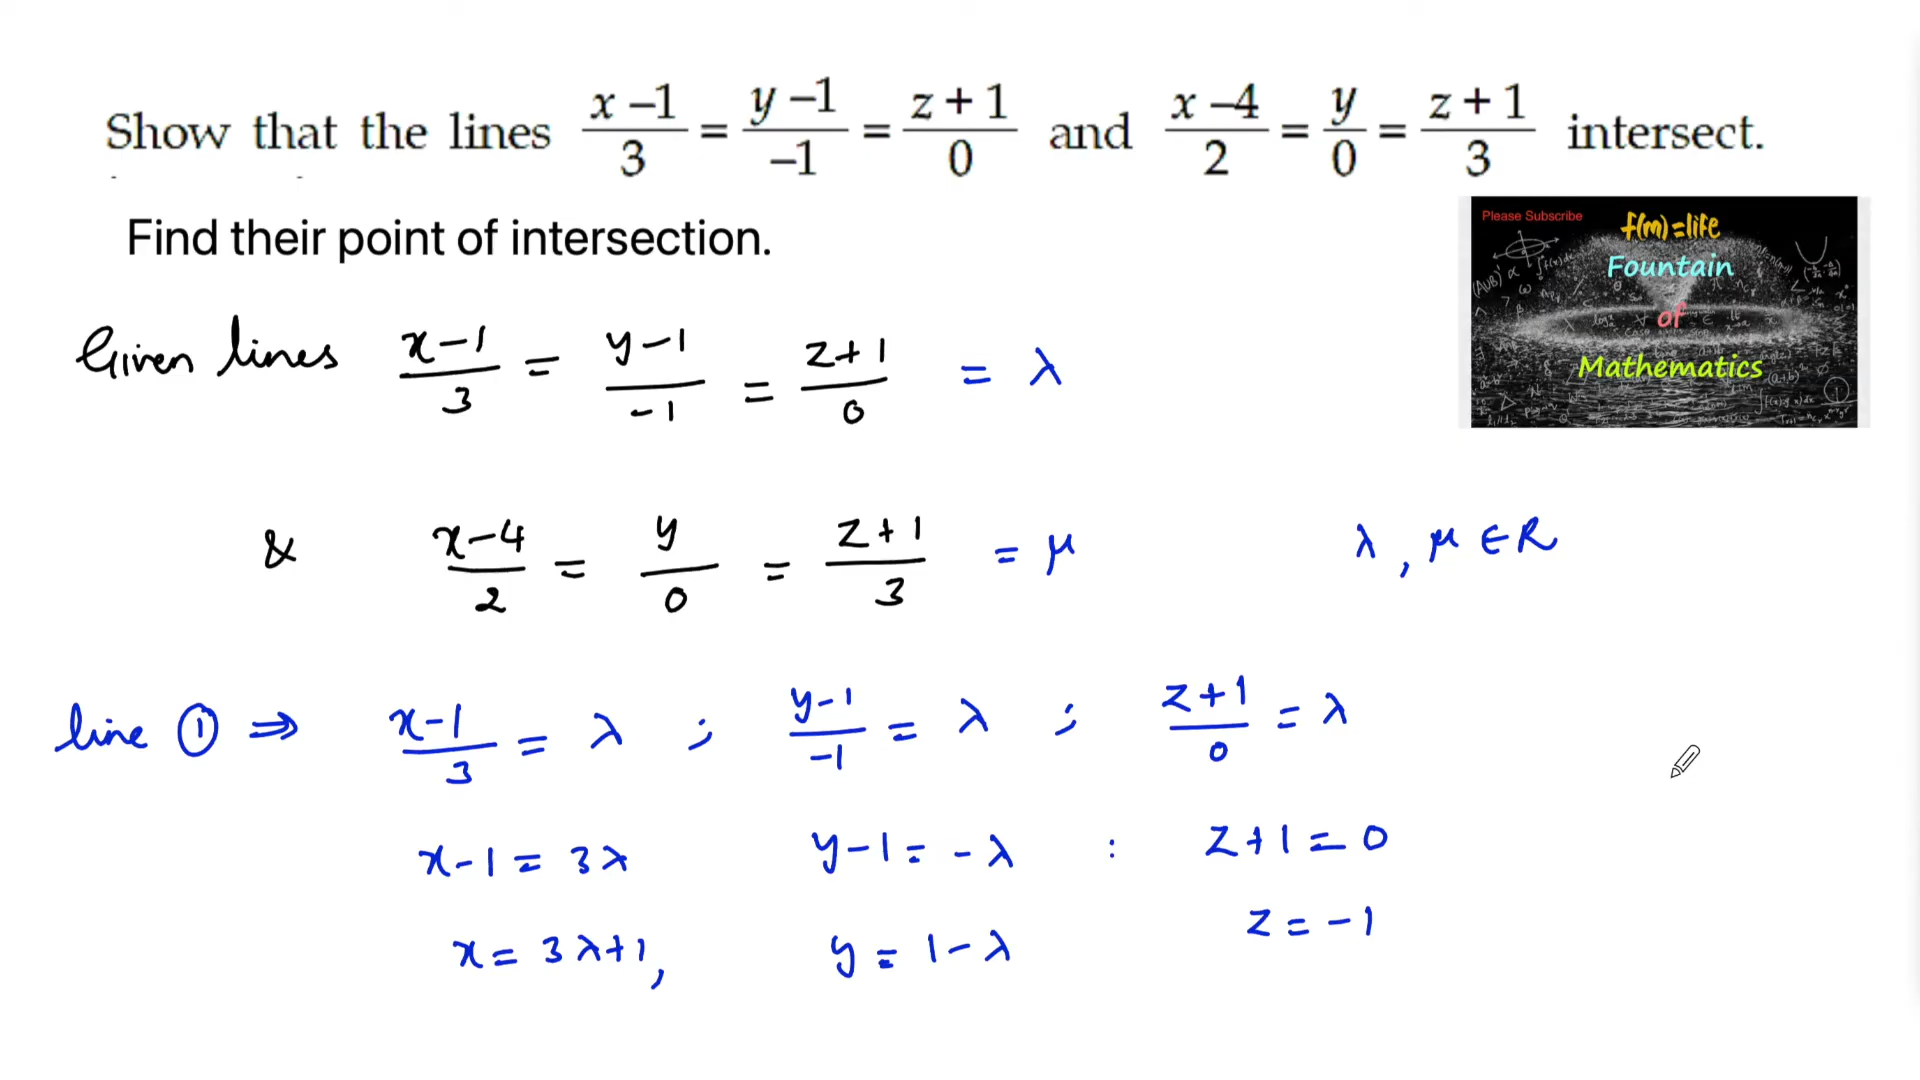 Show that the lines (x–1)/3 = (y–1)/–1 = (z+1)/0 and (x–4)/2 = y/0 = (z+1)/3 intersect.
Find their point of intersection.
Please Subscribe
f(m)=life
Fountain
of
Mathematics
Given lines (x-1)/3 = (y-1)/-1 = (z+1)/0 = λ
& (x-4)/2 = y/0 = (z+1)/3 = μ λ, μ ∈ R
line ① ⇒ (x-1)/3 = λ ; (y-1)/-1 = λ ; (z+1)/0 = λ
x-1 = 3λ y-1 = -λ : z+1 = 0
x = 3λ+1, y = 1-λ z = -1